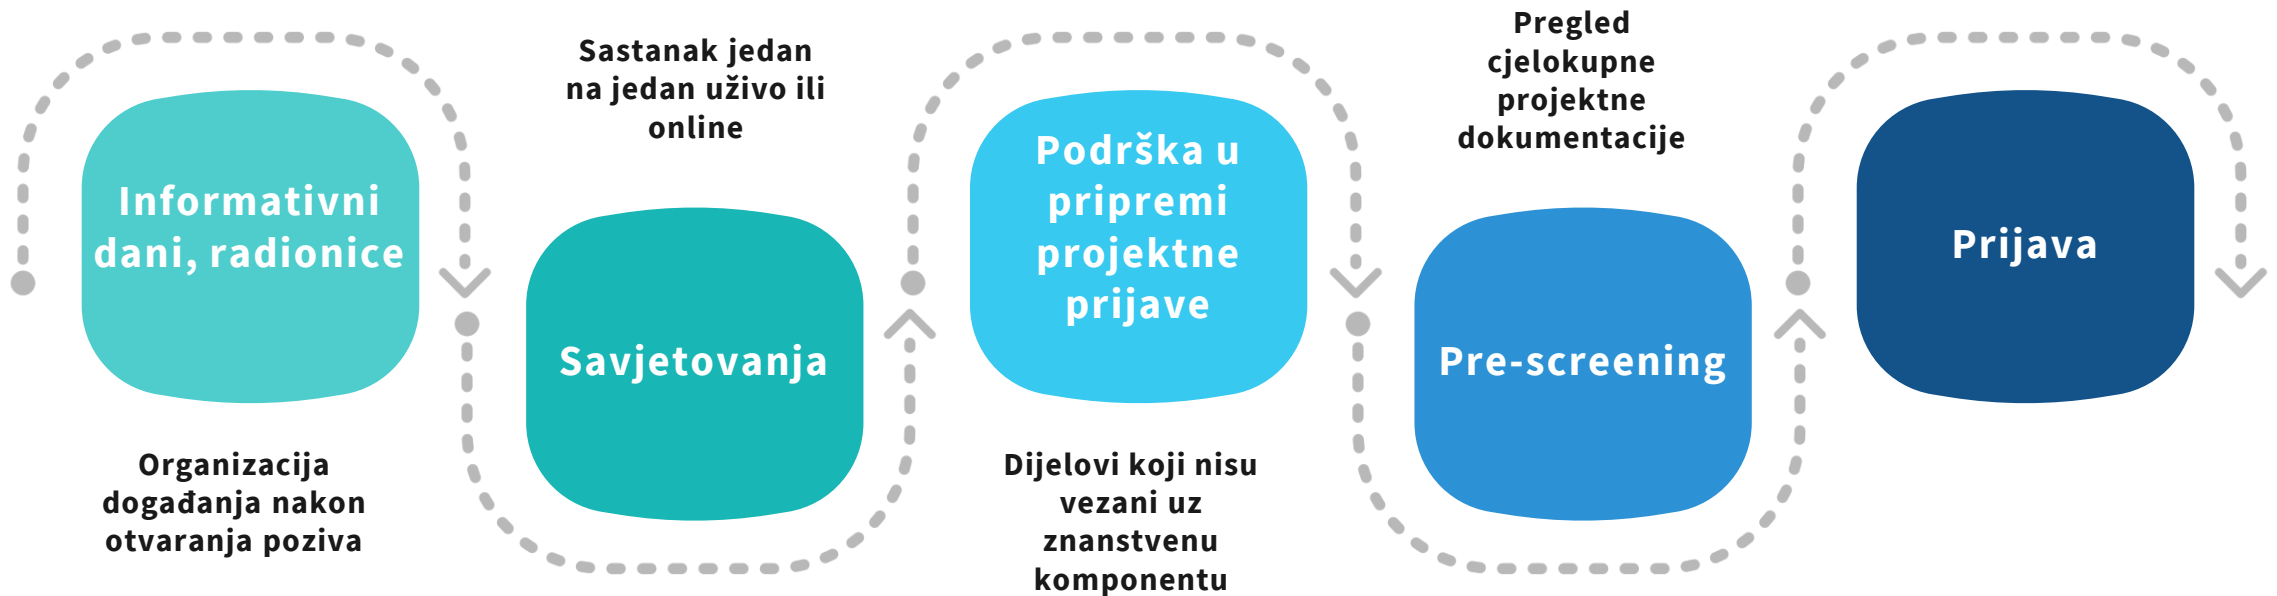 Informativni
dani, radionice
Organizacija
događanja nakon
otvaranja poziva
Sastanak jedan
na jedan uživo ili
online
Savjetovanja
Podrška u
pripremi
projektne
prijave
Dijelovi koji nisu
vezani uz
znanstvenu
komponentu
Pregled
cjelokupne
projektne
dokumentacije
Pre-screening
Prijava